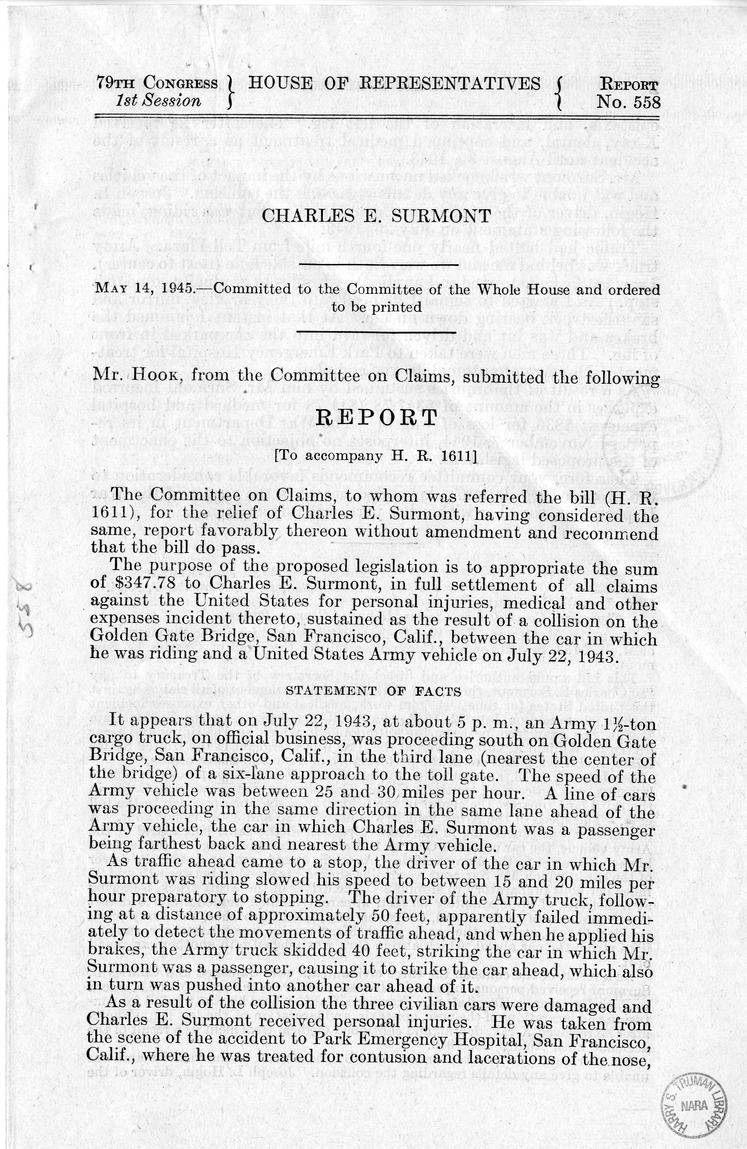 79TH CONGRESS } HOUSE OF REPRESENTATIVES { REPORT
1st Session } { No. 558
CHARLES E. SURMONT
MAY 14, 1945.—Committed to the Committee of the Whole House and ordered
to be printed
Mr. HOOK, from the Committee on Claims, submitted the following
REPORT
[To accompany H. R. 1611]
The Committee on Claims, to whom was referred the bill (H. R.
1611), for the relief of Charles E. Surmont, having considered the
same, report favorably thereon without amendment and recommend
that the bill do pass.
The purpose of the proposed legislation is to appropriate the sum
of $347.78 to Charles E. Surmont, in full settlement of all claims
against the United States for personal injuries, medical and other
expenses incident thereto, sustained as the result of a collision on the
Golden Gate Bridge, San Francisco, Calif., between the car in which
he was riding and a United States Army vehicle on July 22, 1943.
558
STATEMENT OF FACTS
It appears that on July 22, 1943, at about 5 p. m., an Army 1½-ton
cargo truck, on official business, was proceeding south on Golden Gate
Bridge, San Francisco, Calif., in the third lane (nearest the center of
the bridge) of a six-lane approach to the toll gate. The speed of the
Army vehicle was between 25 and 30 miles per hour. A line of cars
was proceeding in the same direction in the same lane ahead of the
Army vehicle, the car in which Charles E. Surmont was a passenger
being farthest back and nearest the Army vehicle.
As traffic ahead came to a stop, the driver of the car in which Mr.
Surmont was riding slowed his speed to between 15 and 20 miles per
hour preparatory to stopping. The driver of the Army truck, follow-
ing at a distance of approximately 50 feet, apparently failed immedi-
ately to detect the movements of traffic ahead, and when he applied his
brakes, the Army truck skidded 40 feet, striking the car in which Mr.
Surmont was a passenger, causing it to strike the car ahead, which also
in turn was pushed into another car ahead of it.
As a result of the collision the three civilian cars were damaged and
Charles E. Surmont received personal injuries. He was taken from
the scene of the accident to Park Emergency Hospital, San Francisco,
Calif., where he was treated for contusion and lacerations of the nose,
HARRY S. TRUMAN LIBRARY
NARA